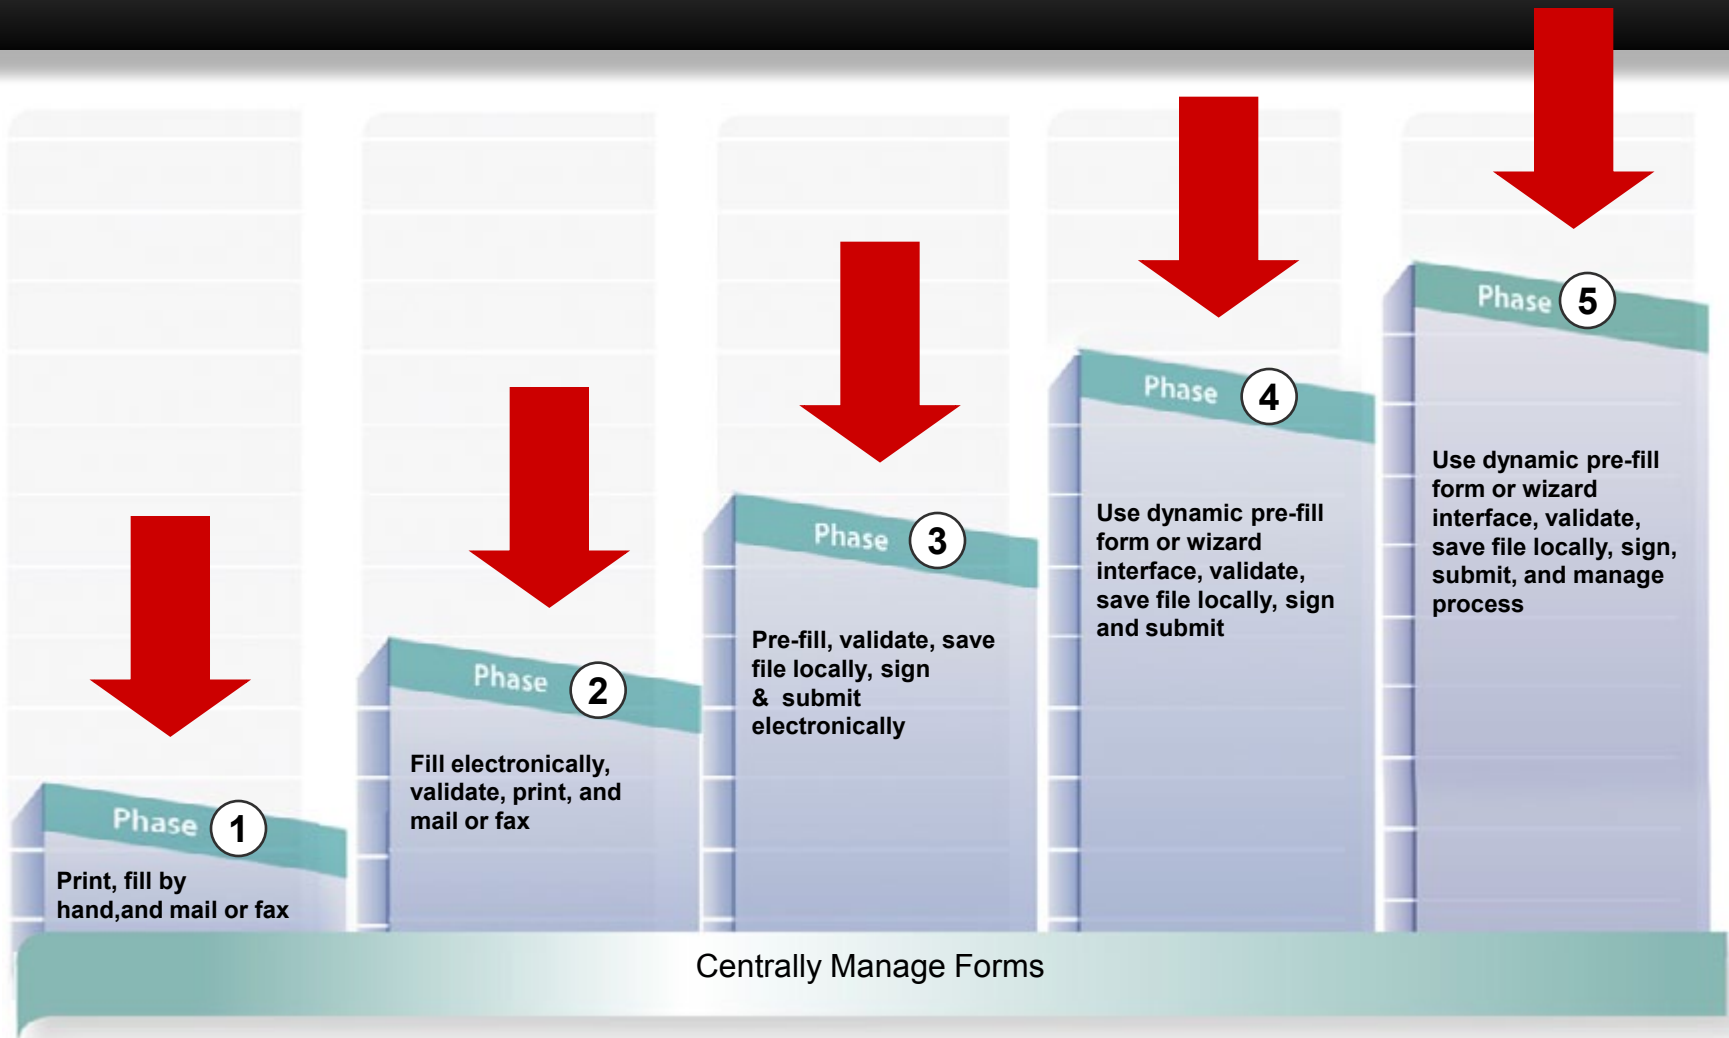 Phase 1
Print, fill by
hand,and mail or fax
Phase 2
Fill electronically,
validate, print, and
mail or fax
Phase 3
Pre-fill, validate, save
file locally, sign
& submit
electronically
Phase 4
Use dynamic pre-fill
form or wizard
interface, validate,
save file locally, sign
and submit
Phase 5
Use dynamic pre-fill
form or wizard
interface, validate,
save file locally, sign,
submit, and manage
process
Centrally Manage Forms